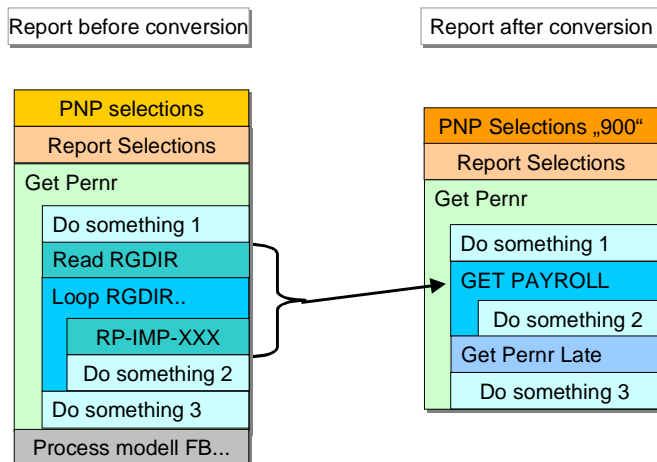 Report before conversion
PNP selections
Report Selections
Get Pernr
Do something 1
Read RGDIR
Loop RGDIR..
RP-IMP-XXX
Do something 2
Do something 3
Process modell FB...
Report after conversion
PNP Selections „900“
Report Selections
Get Pernr
Do something 1
GET PAYROLL
Do something 2
Get Pernr Late
Do something 3